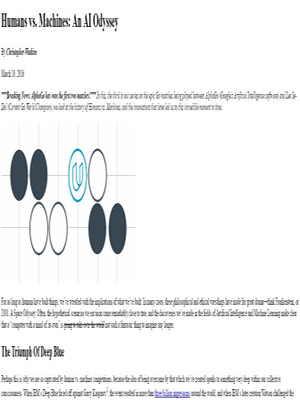 Humans vs. Machines: An AI Odyssey
By Christopher Watkins
March 10, 2016
***Breaking News: AlphaGo has won the first two matches!*** In this, the third in our series on the epic Go matches being played between AlphaGo (Google's Artificial Intelligence software) and Lee Se-
Dol (Current Go World Champion), we look at the history of Humans vs. Machines, and the innovations that have led us to this incredible moment in time.
For as long as humans have built things, we've wrestled with the implications of what we've built. In many cases, these philosophical and ethical wrestlings have made for great drama—think Frankenstein, or
2001: A Space Odyssey. Often, the hypothetical scenarios we envision come remarkably close to true, and the discoveries we've made in the fields of Artificial Intelligence and Machine Learning make clear
that a "computer with a mind of its own" is going to take over the world not such a fantastic thing to imagine any longer.
The Triumph Of Deep Blue
Perhaps this is why we are so captivated by human vs. machine competitions, because the idea of being overcome by that which we've created speaks to something very deep within our collective
consciousness. When IBM's Deep Blue faced off against Garry Kasparov, the event resulted in more than three billion impressions around the world, and when IBM's later creation Watson challenged the